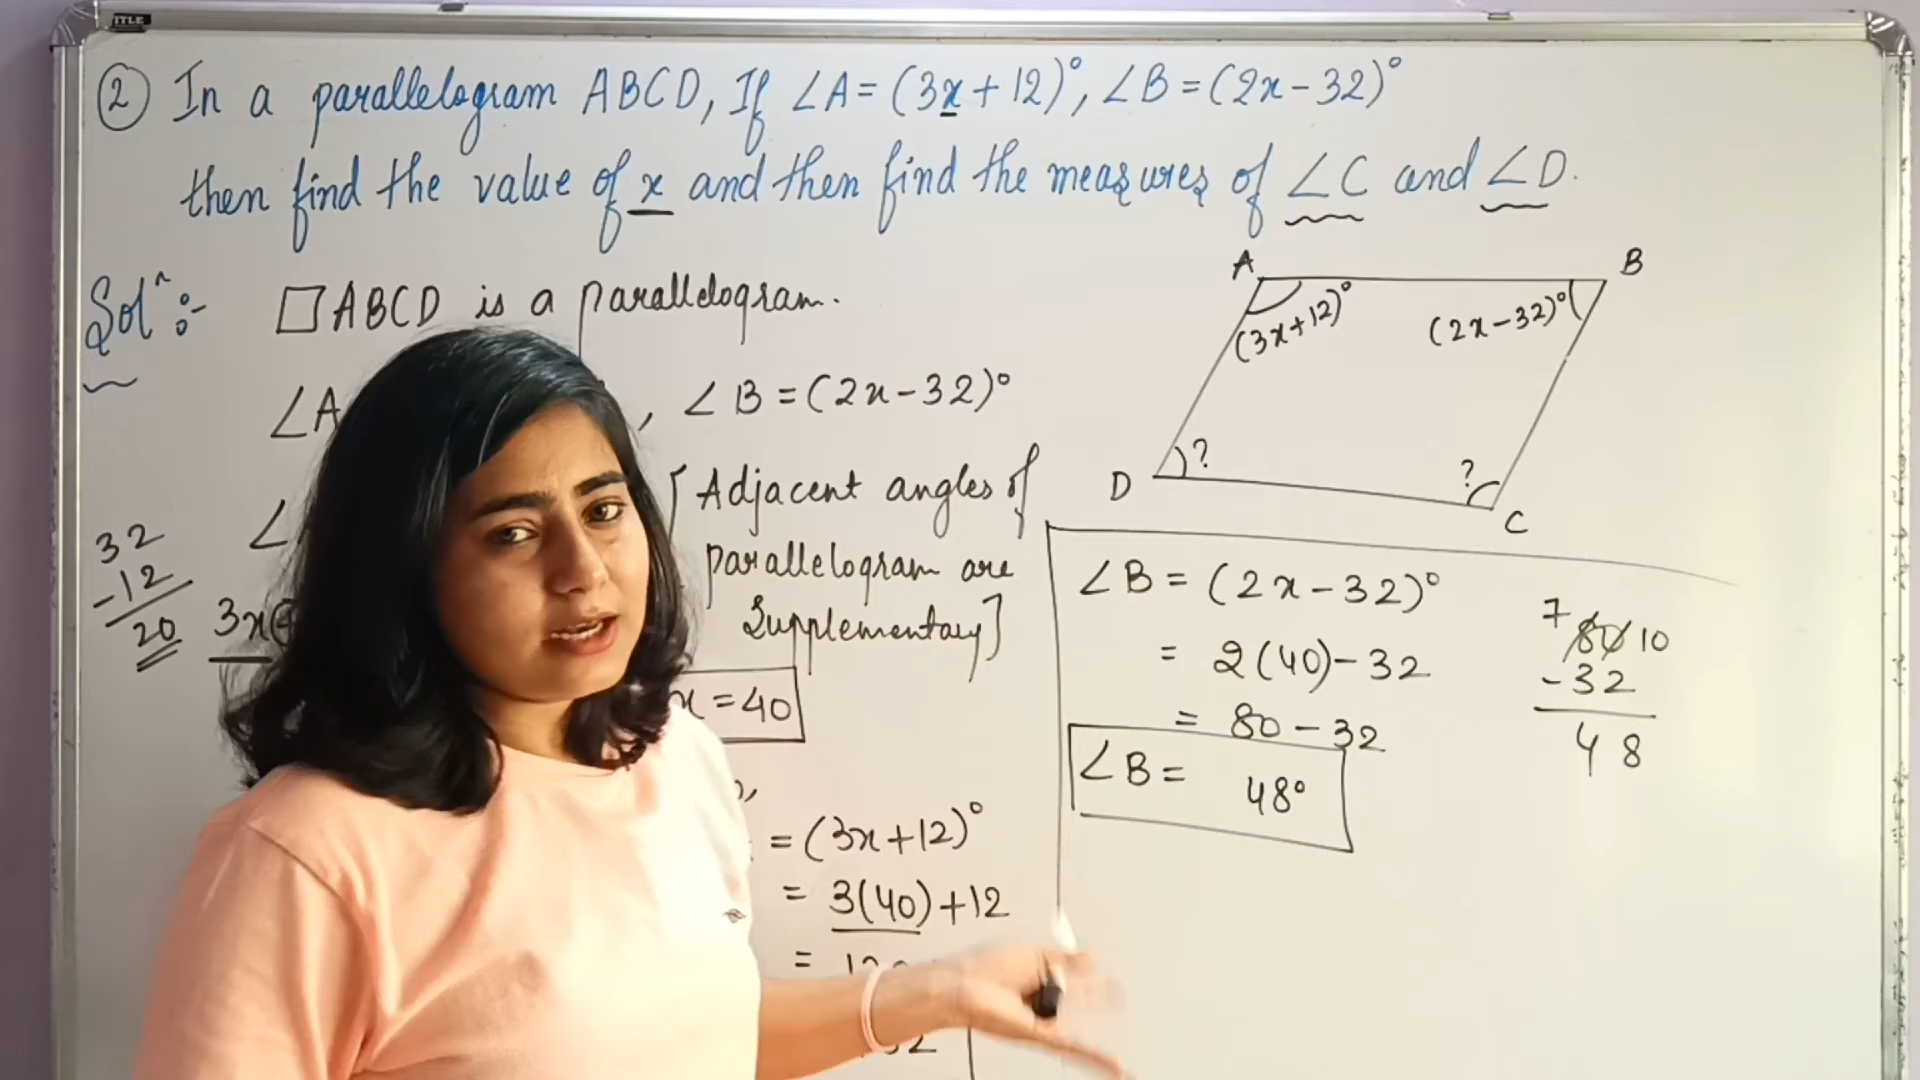 ② In a parallelogram ABCD, If ∠A = (3x + 12)°, ∠B = (2x - 32)°
then find the value of x and then find the measures of ∠C and ∠D.
Solⁿ :- □ABCD is a parallelogram.
∠A , ∠B = (2x - 32)°
[Adjacent angles of
parallelogram are
Supplementary]
32
- 12
20
3x +
x = 40
= (3x + 12)°
= 3(40) + 12
=
A
B
(3x + 12)°
(2x - 32)°
D
?
?
C
∠B = (2x - 32)°
= 2(40) - 32
= 80 - 32
∠B = 48°
7 80 10
- 32
48